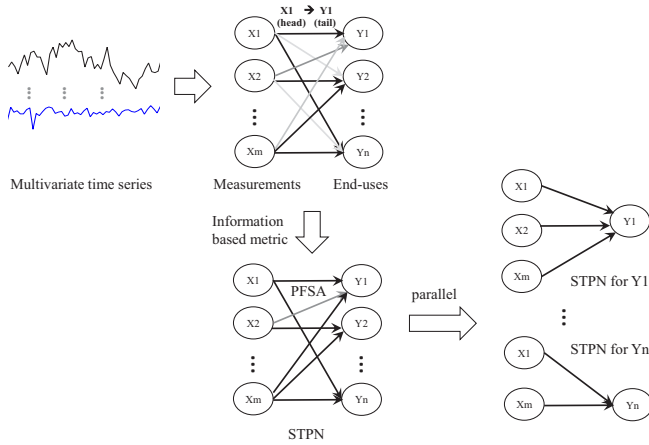 X1 ➔ Y1
(head) (tail)
X1
Y1
X2
Y2
Xm
Yn
Multivariate time series
Measurements
End-uses
Information
based metric
X1
Y1
PFSA
X2
Y2
Xm
Yn
STPN
parallel
X1
X2
Y1
Xm
STPN for Y1
STPN for Yn
X1
Xm
Yn